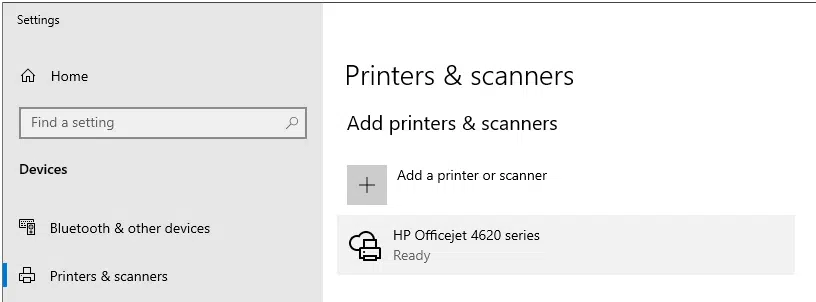 Settings
Home
Find a setting
Devices
Bluetooth & other devices
Printers & scanners
Printers & scanners
Add printers & scanners
Add a printer or scanner
HP Officejet 4620 series
Ready